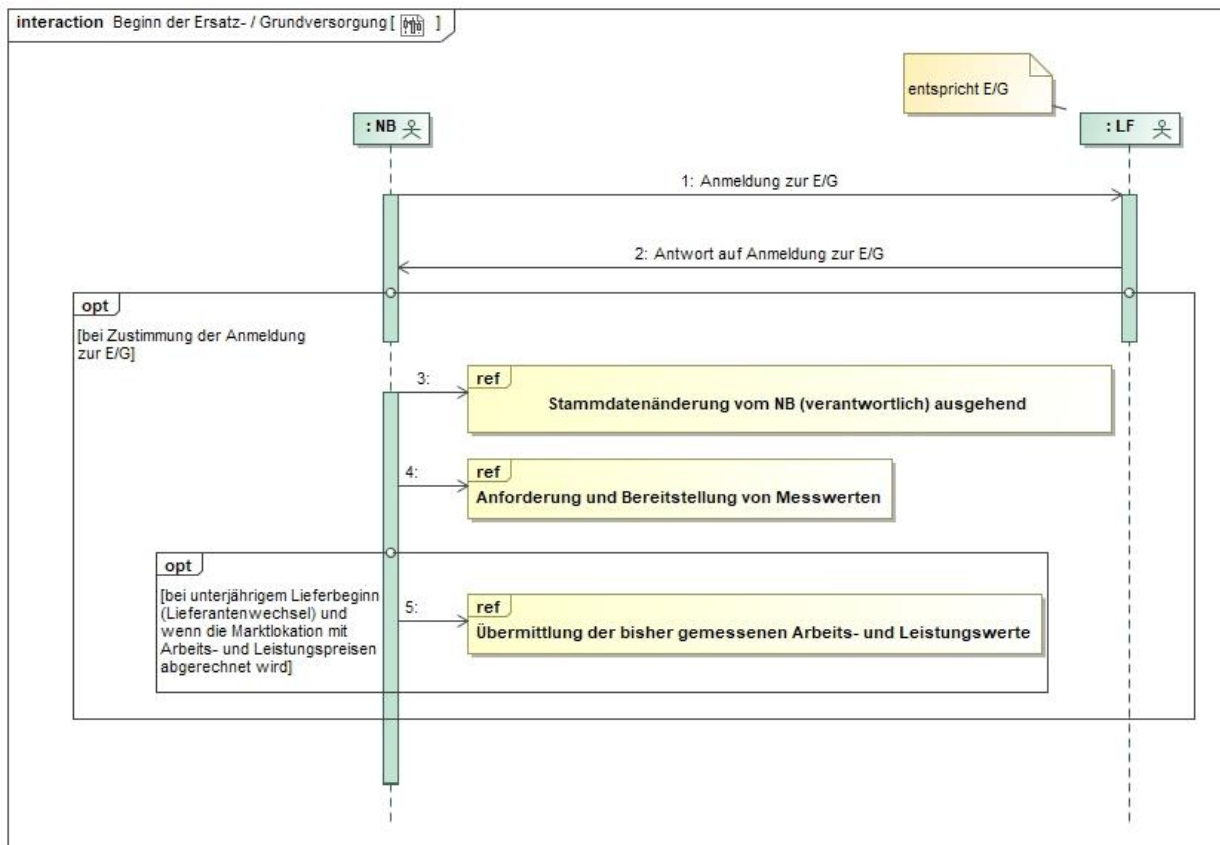 interaction Beginn der Ersatz- / Grundversorgung [ ]
entspricht E/G
: NB
: LF
1: Anmeldung zur E/G
2: Antwort auf Anmeldung zur E/G
opt
[bei Zustimmung der Anmeldung
zur E/G]
3:
ref
Stammdatenänderung vom NB (verantwortlich) ausgehend
4:
ref
Anforderung und Bereitstellung von Messwerten
opt
[bei unterjährigem Lieferbeginn
(Lieferantenwechsel) und
wenn die Marktlokation mit
Arbeits- und Leistungspreisen
abgerechnet wird]
5:
ref
Übermittlung der bisher gemessenen Arbeits- und Leistungswerte